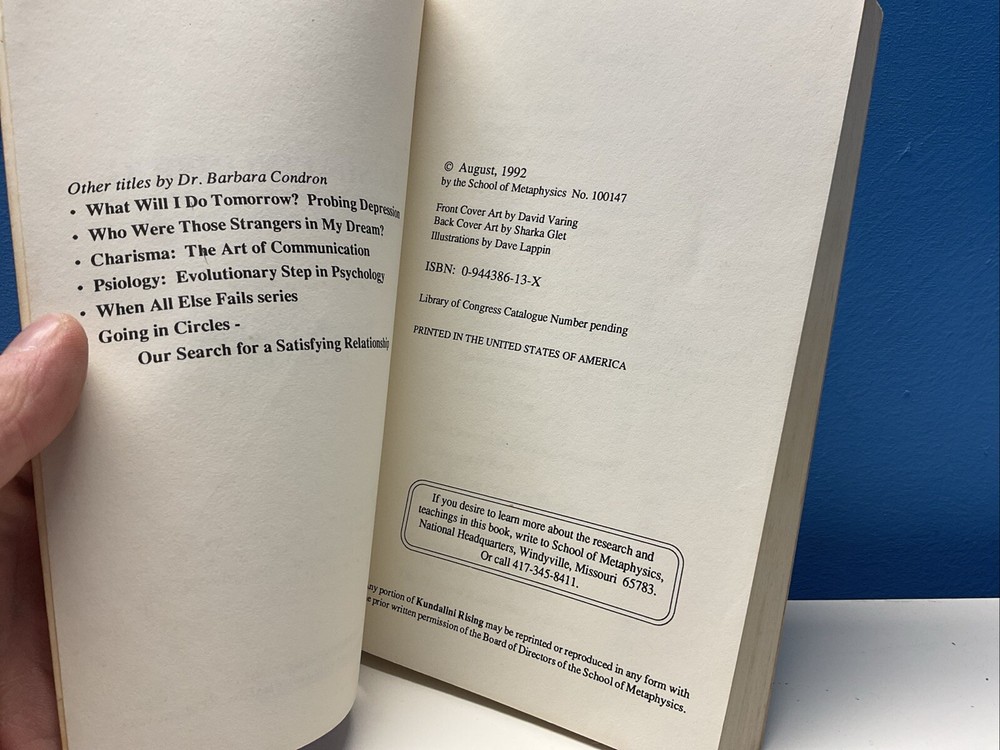 Other titles by Dr. Barbara Condron
• What Will I Do Tomorrow? Probing Depression
• Who Were Those Strangers in My Dream?
• Charisma: The Art of Communication
• Psiology: Evolutionary Step in Psychology
• When All Else Fails series
Going in Circles -
Our Search for a Satisfying Relationship
© August, 1992
by the School of Metaphysics No. 100147
Front Cover Art by David Varing
Back Cover Art by Sharka Glet
Illustrations by Dave Lappin
ISBN: 0-944386-13-X
Library of Congress Catalogue Number pending
PRINTED IN THE UNITED STATES OF AMERICA
If you desire to learn more about the research and
teachings in this book, write to School of Metaphysics,
National Headquarters, Windyville, Missouri 65783.
Or call 417-345-8411.
Any portion of Kundalini Rising may be reprinted or reproduced in any form with
prior written permission of the Board of Directors of the School of Metaphysics.